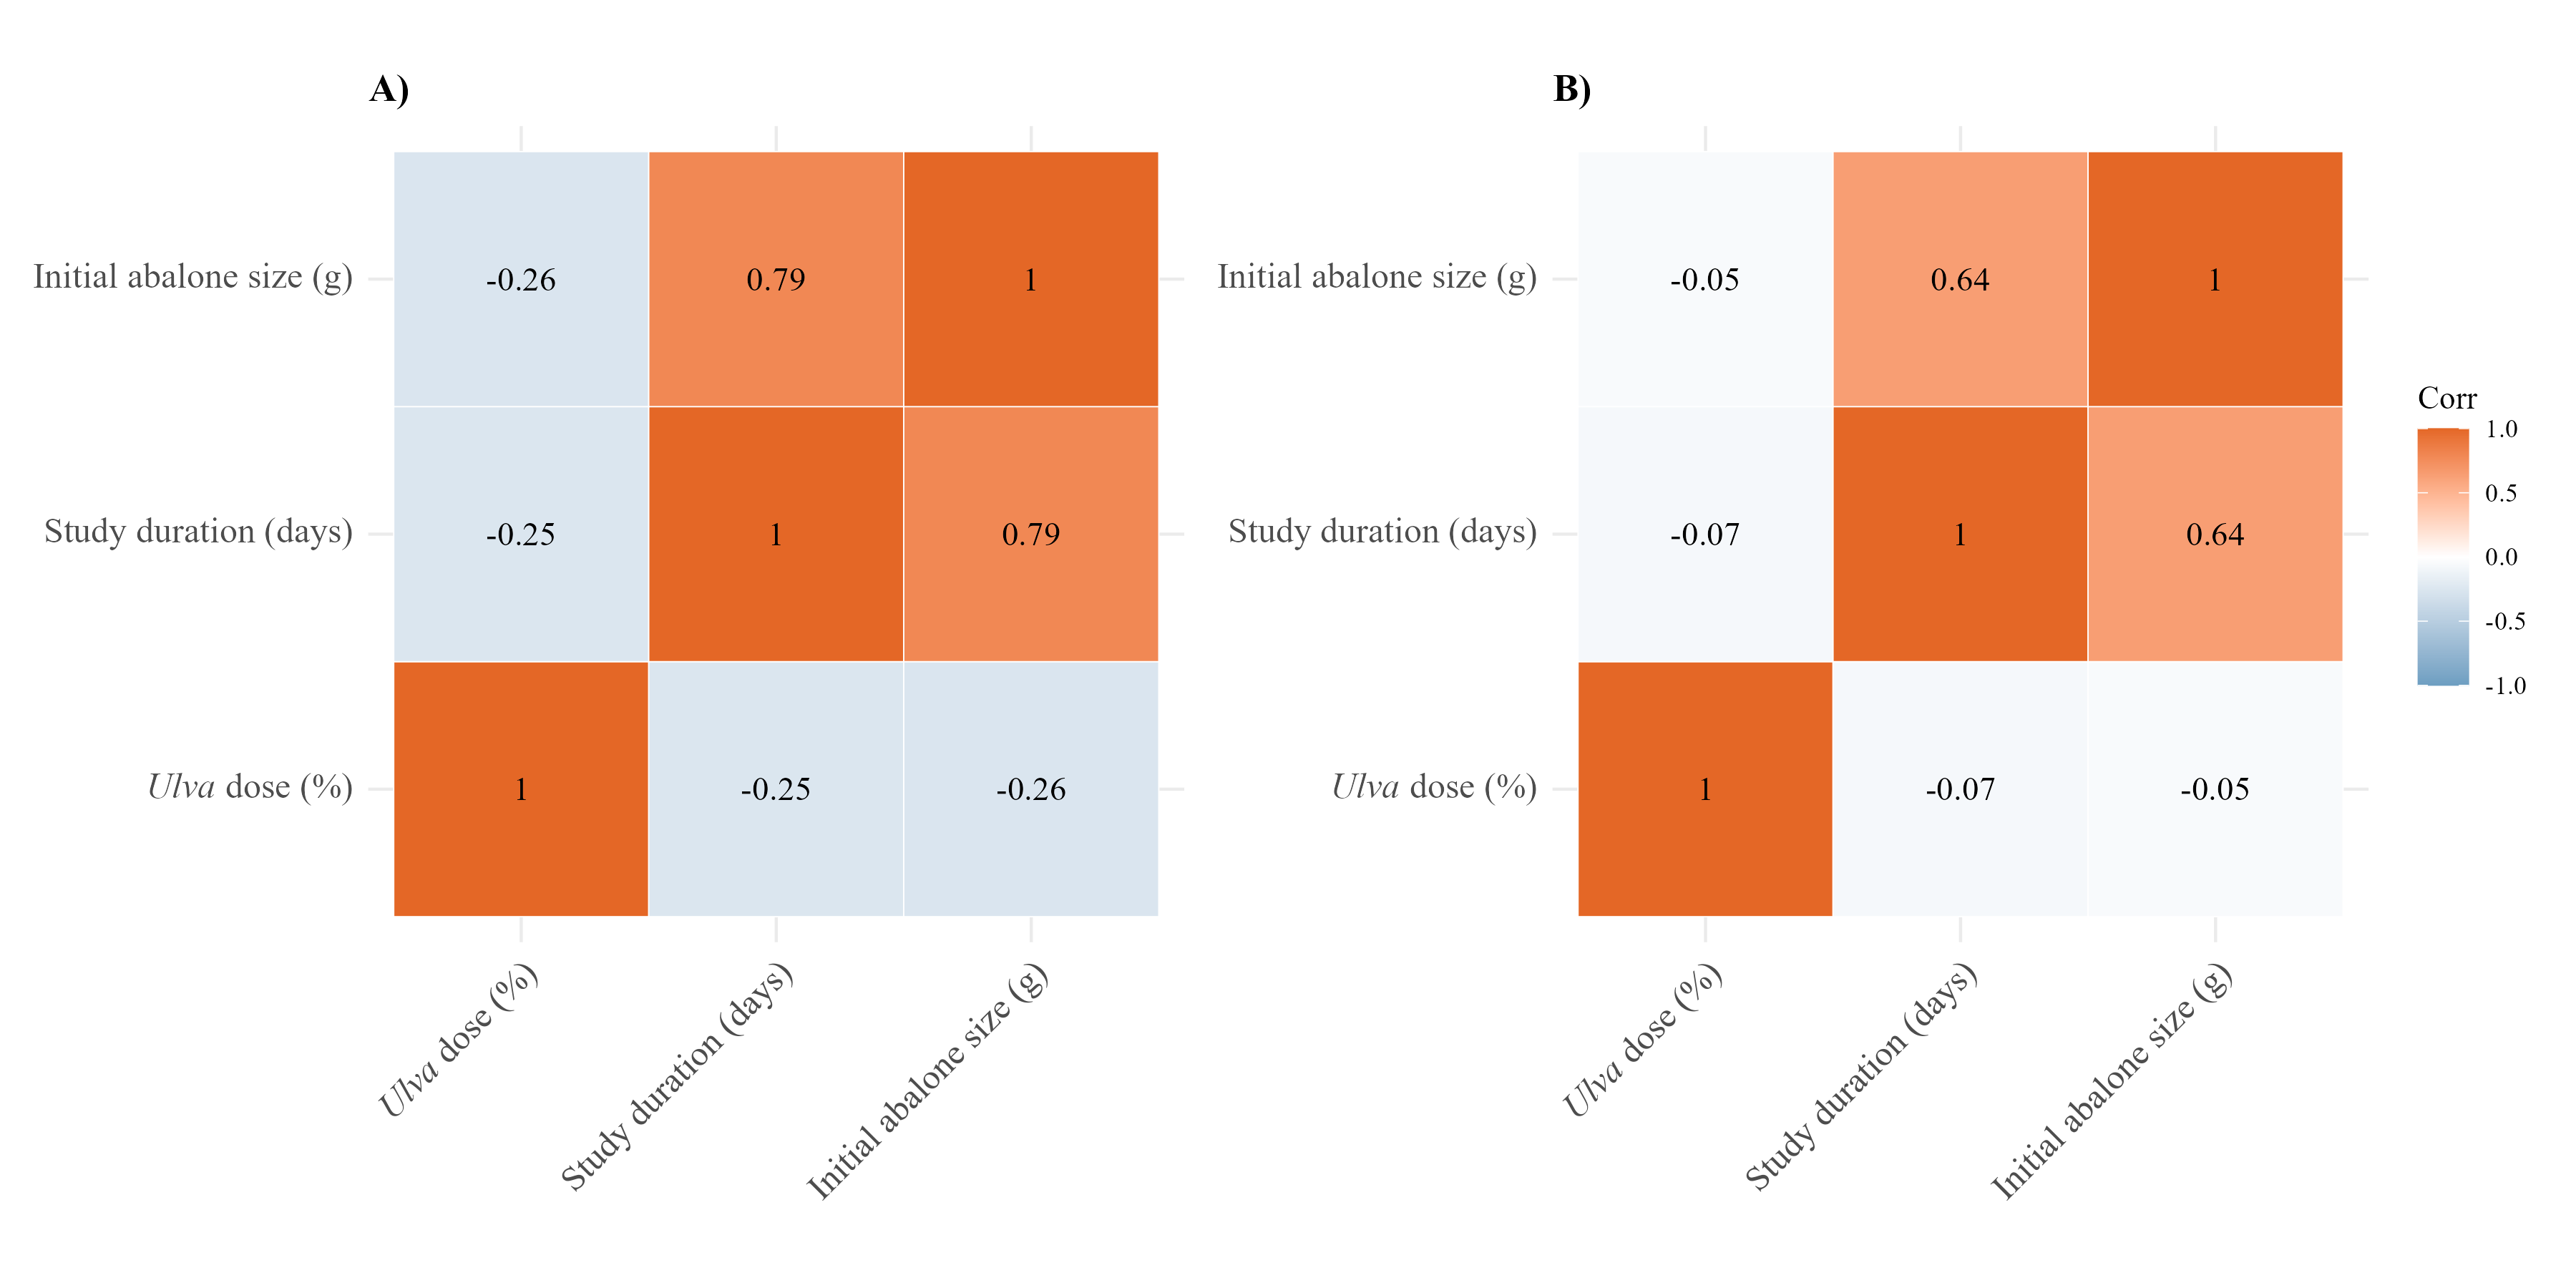 A)
Initial abalone size (g)
-0.26 0.79 1
Study duration (days)
-0.25 1 0.79
Ulva dose (%)
1 -0.25 -0.26
Ulva dose (%)
Study duration (days)
Initial abalone size (g)
B)
Initial abalone size (g)
-0.05 0.64 1
Study duration (days)
-0.07 1 0.64
Ulva dose (%)
1 -0.07 -0.05
Ulva dose (%)
Study duration (days)
Initial abalone size (g)
Corr
1.0
0.5
0.0
-0.5
-1.0